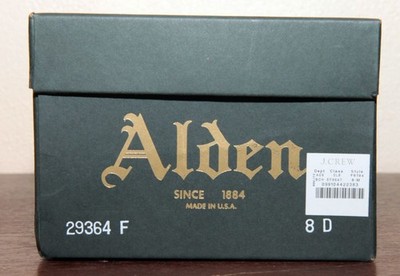 Alden
SINCE 1884
MADE IN U.S.A.
J.CREW
29364 F
8 D